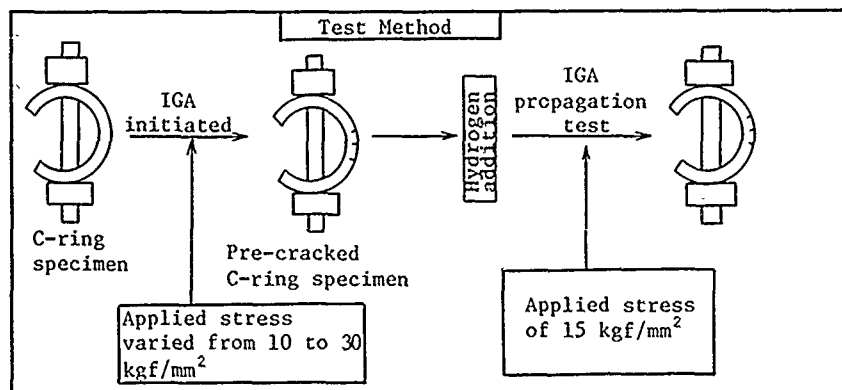 Test Method
IGA
initiated
C-ring
specimen
Pre-cracked
C-ring specimen
Hydrogen
addition
IGA
propagation
test
Applied stress
varied from 10 to 30
kgf/mm²
Applied stress
of 15 kgf/mm²